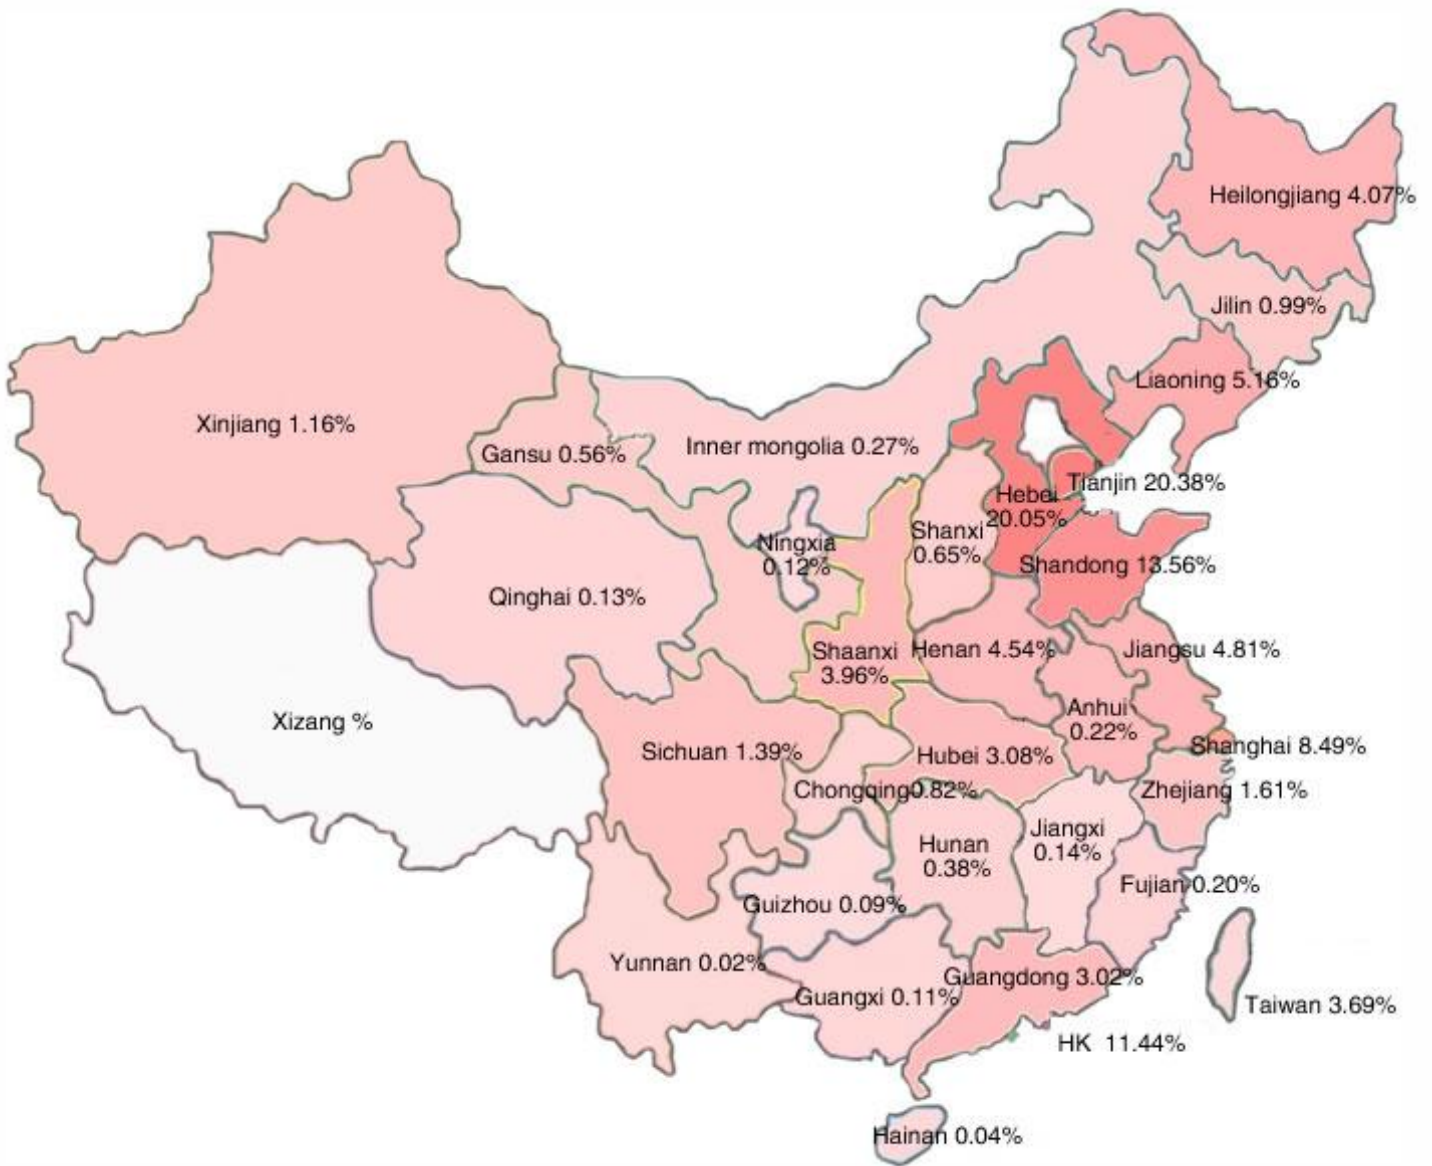 Heilongjiang 4.07%
Jilin 0.99%
Liaoning 5.16%
Xinjiang 1.16%
Gansu 0.56%
Inner mongolia 0.27%
Tianjin 20.38%
Hebei
20.05%
Shanxi
0.65%
Ningxia
0.12%
Shandong 13.56%
Qinghai 0.13%
Shaanxi
3.96%
Henan 4.54%
Jiangsu 4.81%
Xizang %
Anhui
0.22%
Sichuan 1.39%
Hubei 3.08%
Shanghai 8.49%
Chongqing0.82%
Zhejiang 1.61%
Hunan
0.38%
Jiangxi
0.14%
Fujian 0.20%
Guizhou 0.09%
Yunnan 0.02%
Guangxi 0.11%
Guangdong 3.02%
Taiwan 3.69%
HK 11.44%
Hainan 0.04%